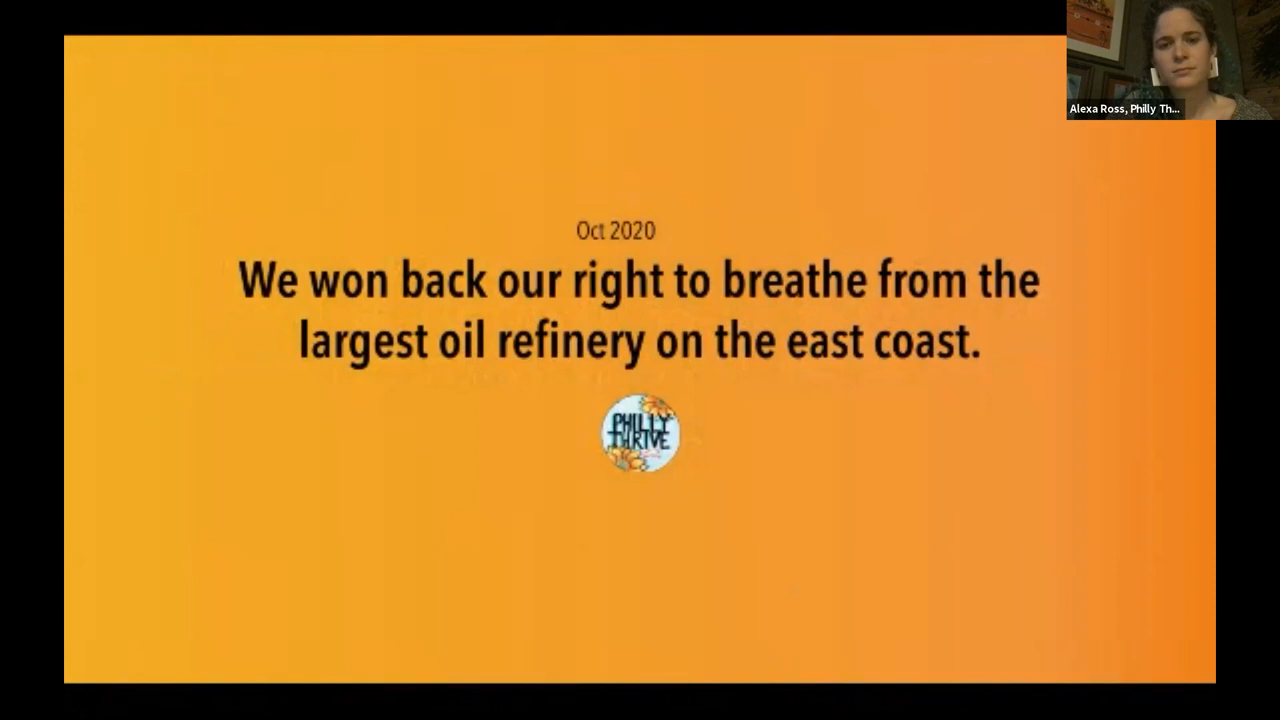 Alexa Ross, Philly Th...
Oct 2020
We won back our right to breathe from the
largest oil refinery on the east coast.
PHILLY
THRIVE